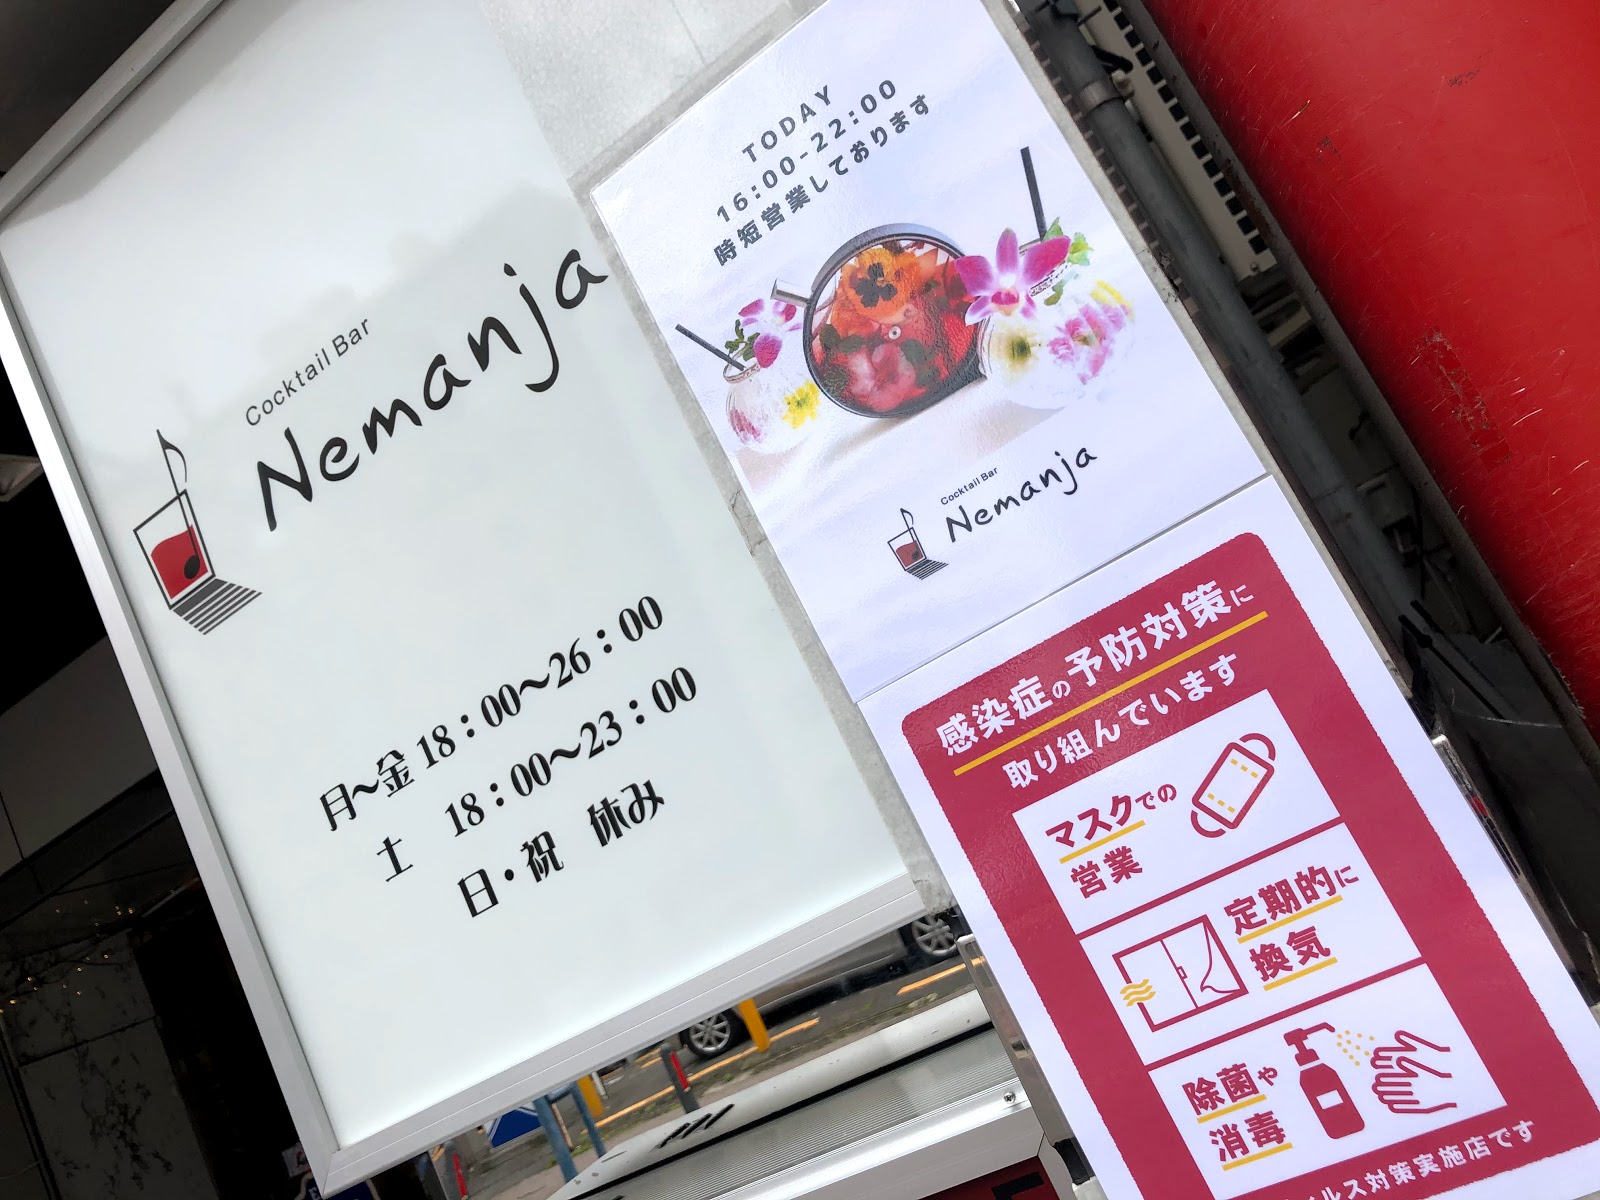 Cocktail Bar
Nemanja
月～金 18：00～26：00
土 18：00～23：00
日・祝 休み
TODAY
16:00-22:00
時短営業しております
Cocktail Bar
Nemanja
感染症の予防対策に
取り組んでいます
マスクでの
営業
定期的に
換気
除菌や
消毒
イルス対策実施店です